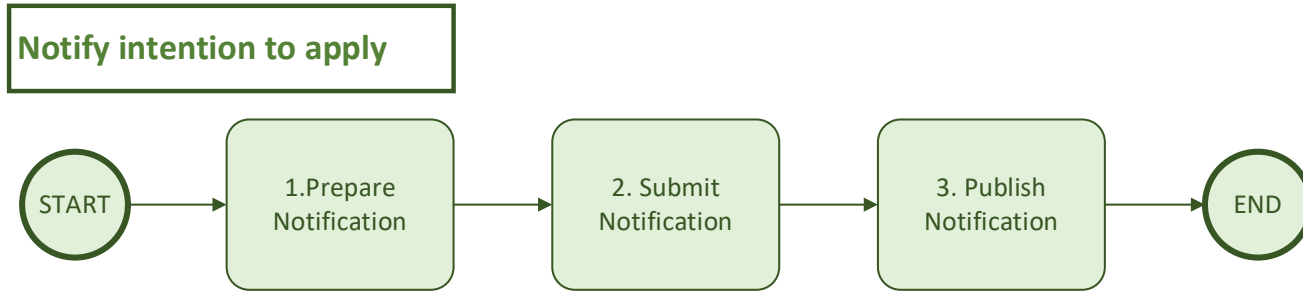 Notify intention to apply
START
1.Prepare
Notification
2. Submit
Notification
3. Publish
Notification
END